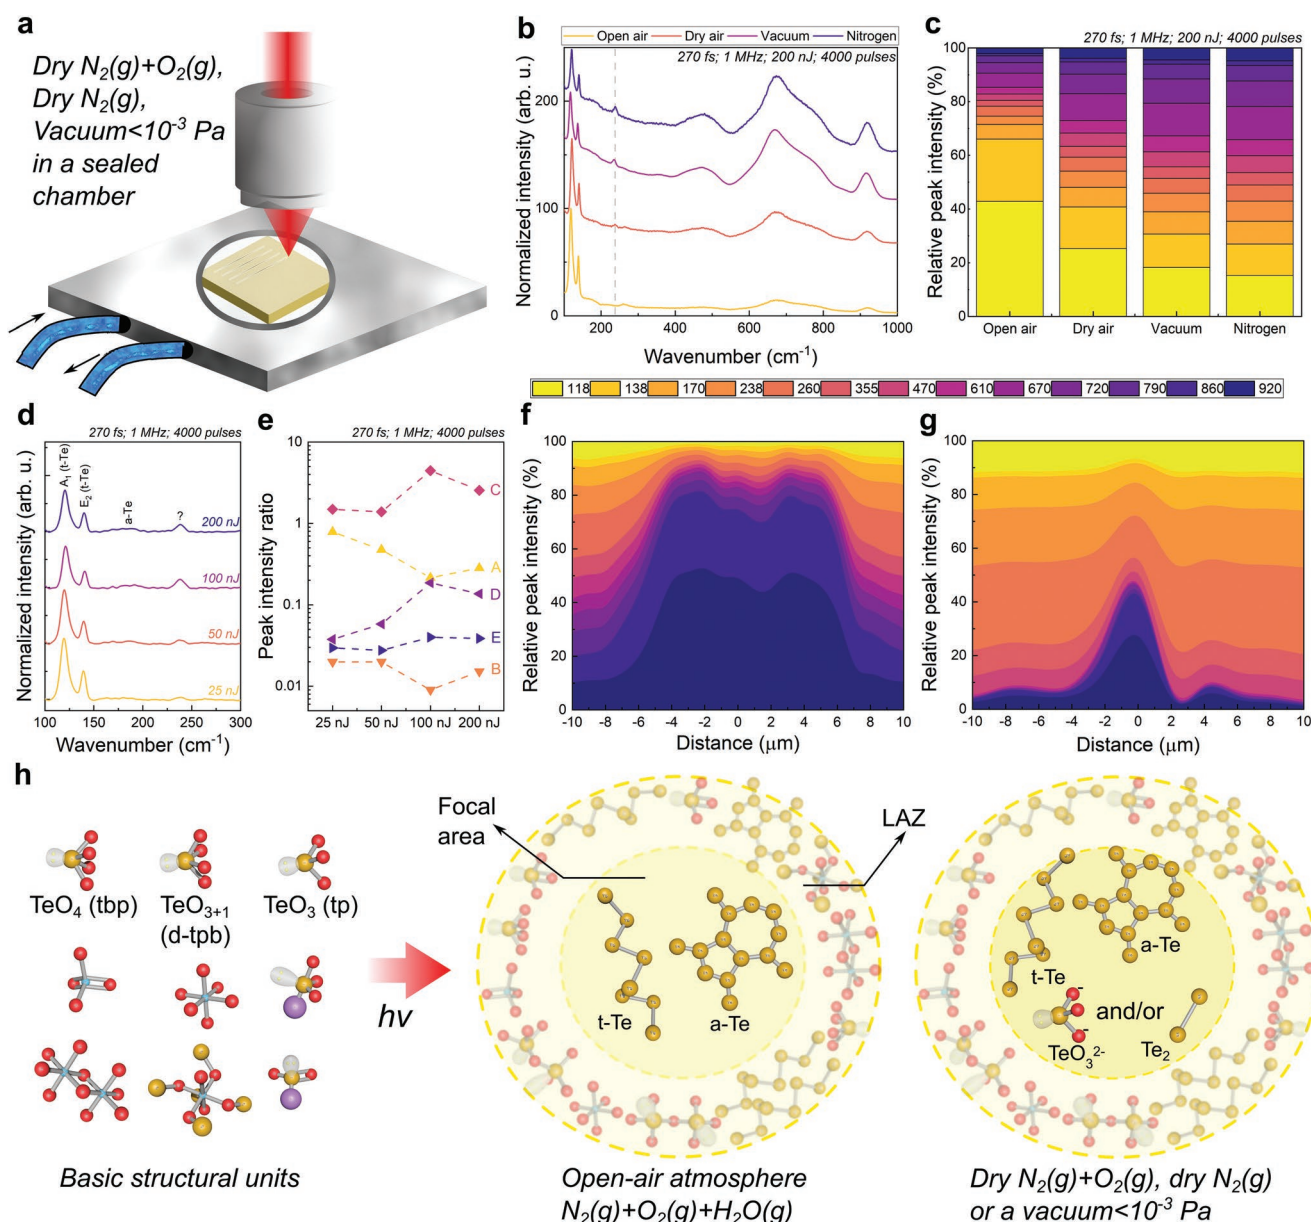 a
Dry N₂(g)+O₂(g),
Dry N₂(g),
Vacuum<10⁻³ Pa
in a sealed
chamber
b
Open air Dry air Vacuum Nitrogen
270 fs; 1 MHz; 200 nJ; 4000 pulses
Normalized intensity (arb. u.)
200
100
0
200 400 600 800 1000
Wavenumber (cm⁻¹)
c
270 fs; 1 MHz; 200 nJ; 4000 pulses
Relative peak intensity (%)
100
80
60
40
20
0
Open air Dry air Vacuum Nitrogen
118 138 170 238 260 355 470 610 670 720 790 860 920
d
270 fs; 1 MHz; 4000 pulses
Normalized intensity (arb. u.)
A₁ (t-Te)
E₂ (t-Te)
a-Te
?
200 nJ
100 nJ
50 nJ
25 nJ
100 150 200 250 300
Wavenumber (cm⁻¹)
e
270 fs; 1 MHz; 4000 pulses
Peak intensity ratio
10
1
0.1
0.01
C
A
D
E
B
25 nJ 50 nJ 100 nJ 200 nJ
f
Relative peak intensity (%)
100
80
60
40
20
0
-10 -8 -6 -4 -2 0 2 4 6 8 10
Distance (μm)
g
Relative peak intensity (%)
100
80
60
40
20
0
-10 -8 -6 -4 -2 0 2 4 6 8 10
Distance (μm)
h
TeO₄ (tbp)
TeO₃₊₁
(d-tpb)
TeO₃ (tp)
Basic structural units
hv
Focal
area
LAZ
t-Te
a-Te
Open-air atmosphere
N₂(g)+O₂(g)+H₂O(g)
a-Te
t-Te
- and/or
-
TeO₃²⁻
Te₂
Dry N₂(g)+O₂(g), dry N₂(g)
or a vacuum<10⁻³ Pa